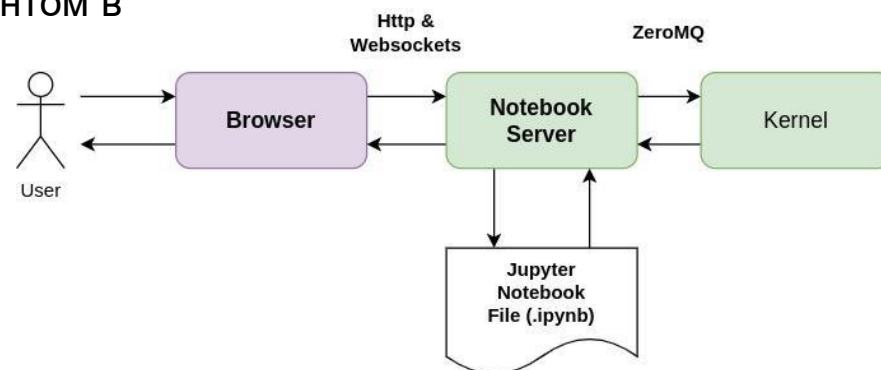 нтом в
Http &
Websockets
ZeroMQ
Browser
Notebook
Server
Kernel
User
Jupyter
Notebook
File (.ipynb)